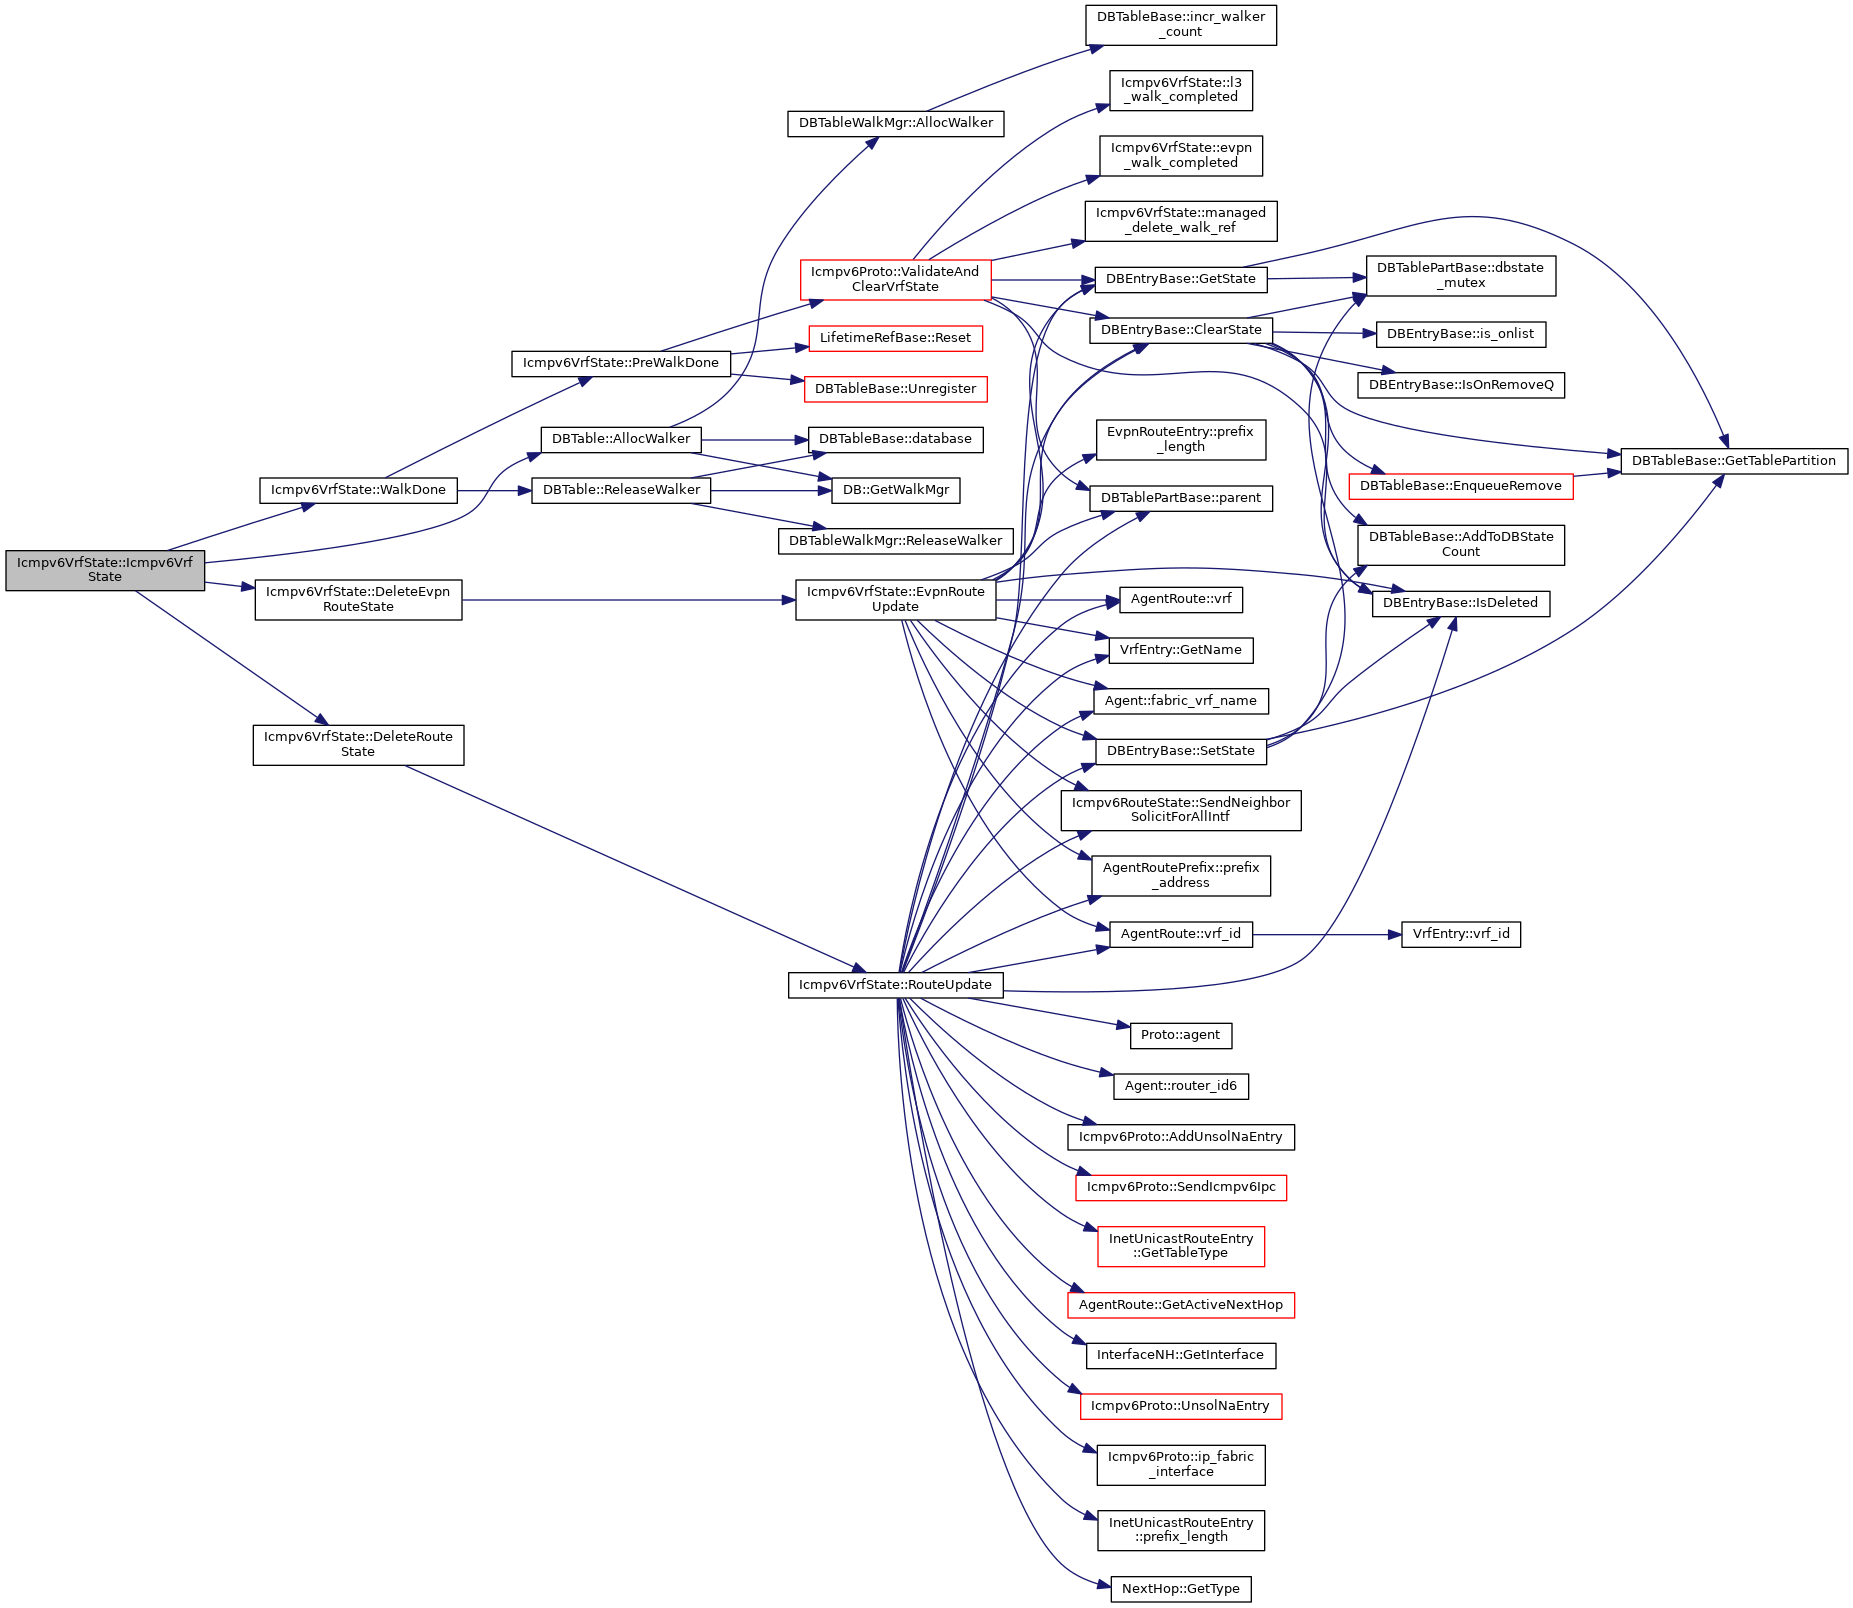 DBTableBase::incr_walker
_count
Icmpv6VrfState::l3
_walk_completed
DBTableWalkMgr::AllocWalker
Icmpv6VrfState::evpn
_walk_completed
Icmpv6VrfState::managed
_delete_walk_ref
Icmpv6Proto::ValidateAnd
ClearVrfState
DBEntryBase::GetState
DBTablePartBase::dbstate
_mutex
DBEntryBase::ClearState
DBEntryBase::is_onlist
LifetimeRefBase::Reset
Icmpv6VrfState::PreWalkDone
DBTableBase::Unregister
DBEntryBase::IsOnRemoveQ
DBTable::AllocWalker
DBTableBase::database
EvpnRouteEntry::prefix
_length
DBTableBase::GetTablePartition
Icmpv6VrfState::WalkDone
DBTable::ReleaseWalker
DB::GetWalkMgr
DBTablePartBase::parent
DBTableBase::EnqueueRemove
DBTableWalkMgr::ReleaseWalker
DBTableBase::AddToDBState
Count
Icmpv6VrfState::Icmpv6Vrf
State
Icmpv6VrfState::DeleteEvpn
RouteState
Icmpv6VrfState::EvpnRoute
Update
AgentRoute::vrf
DBEntryBase::IsDeleted
VrfEntry::GetName
Agent::fabric_vrf_name
Icmpv6VrfState::DeleteRoute
State
DBEntryBase::SetState
Icmpv6RouteState::SendNeighbor
SolicitForAllIntf
AgentRoutePrefix::prefix
_address
AgentRoute::vrf_id
VrfEntry::vrf_id
Icmpv6VrfState::RouteUpdate
Proto::agent
Agent::router_id6
Icmpv6Proto::AddUnsolNaEntry
Icmpv6Proto::SendIcmpv6Ipc
InetUnicastRouteEntry
::GetTableType
AgentRoute::GetActiveNextHop
InterfaceNH::GetInterface
Icmpv6Proto::UnsolNaEntry
Icmpv6Proto::ip_fabric
_interface
InetUnicastRouteEntry
::prefix_length
NextHop::GetType